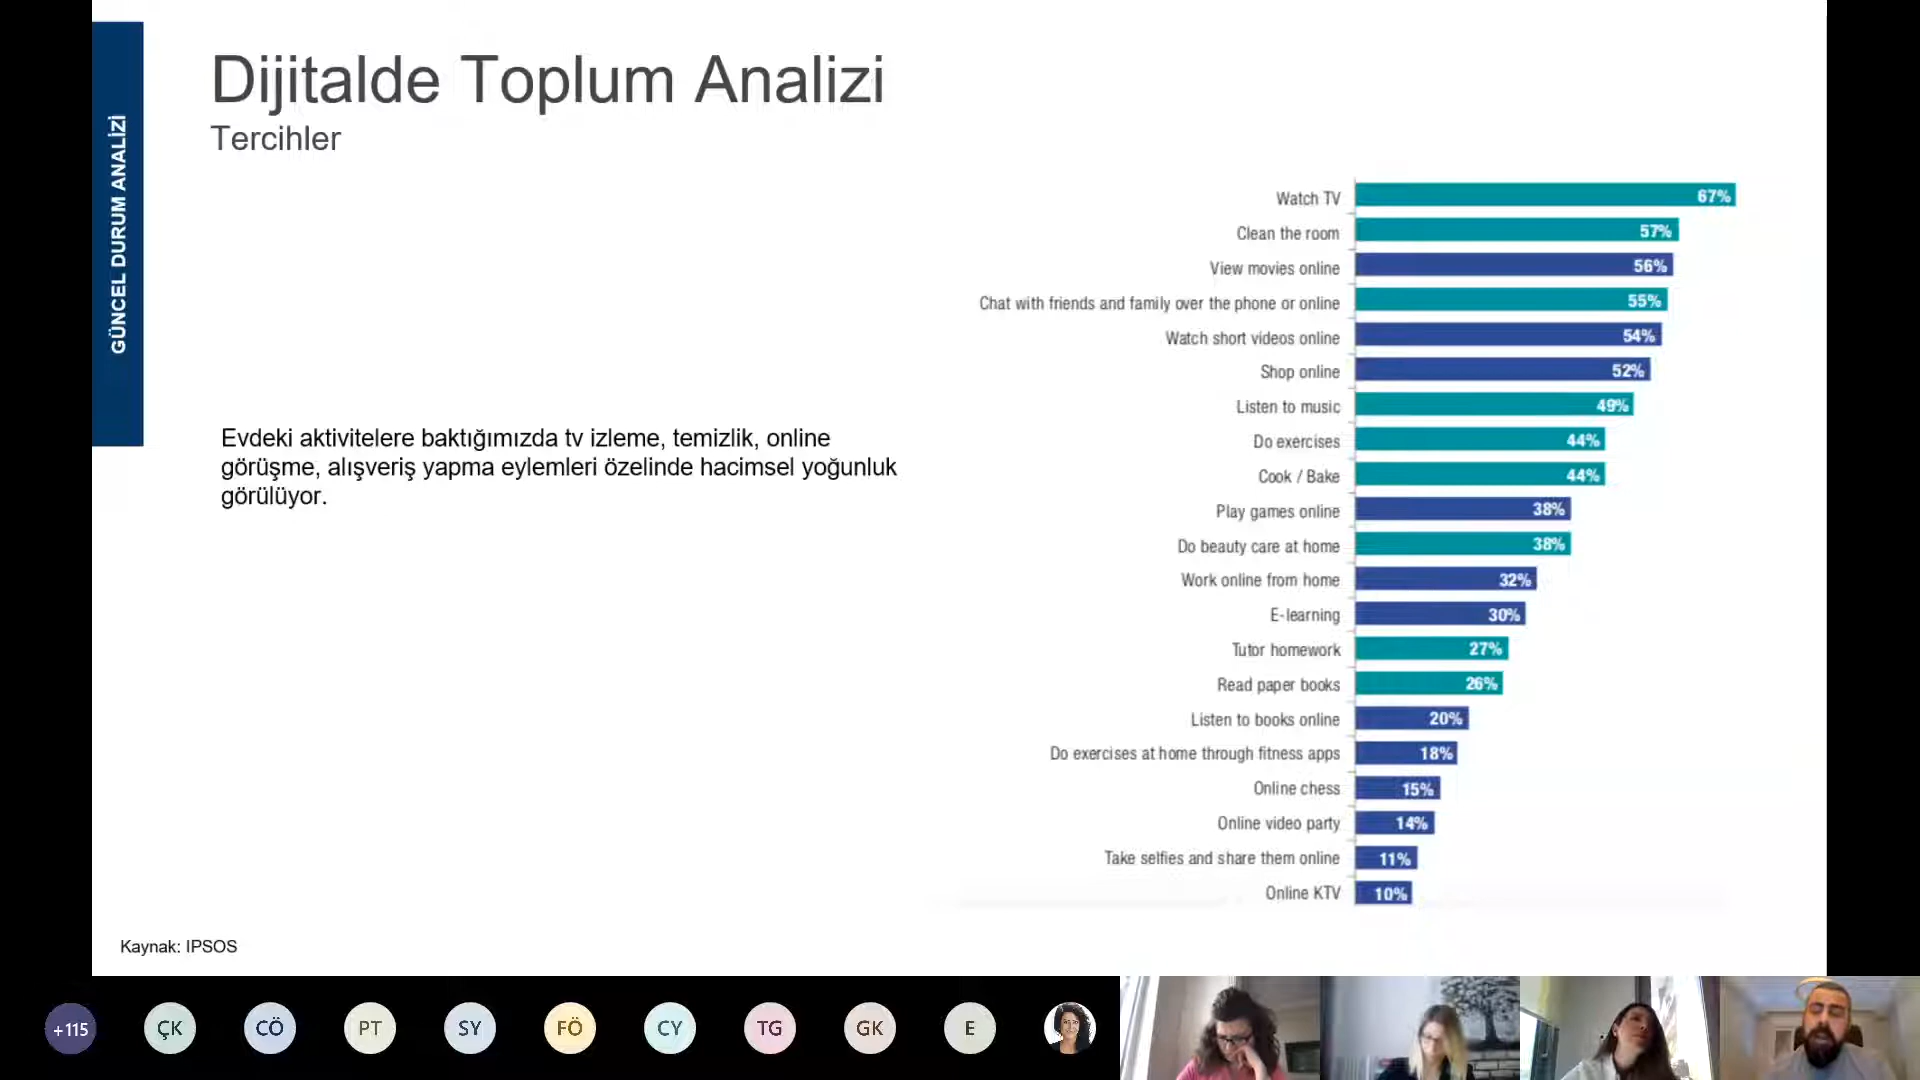 GÜNCEL DURUM ANALİZİ
Dijitalde Toplum Analizi
Tercihler
Evdeki aktivitelere baktığımızda tv izleme, temizlik, online
görüşme, alışveriş yapma eylemleri özelinde hacimsel yoğunluk
görülüyor.
Watch TV 67%
Clean the room 57%
View movies online 56%
Chat with friends and family over the phone or online 55%
Watch short videos online 54%
Shop online 52%
Listen to music 49%
Do exercises 44%
Cook / Bake 44%
Play games online 38%
Do beauty care at home 38%
Work online from home 32%
E-learning 30%
Tutor homework 27%
Read paper books 26%
Listen to books online 20%
Do exercises at home through fitness apps 18%
Online chess 15%
Online video party 14%
Take selfies and share them online 11%
Online KTV 10%
Kaynak: IPSOS
+115 ÇK CÖ PT SY FÖ CY TG GK E